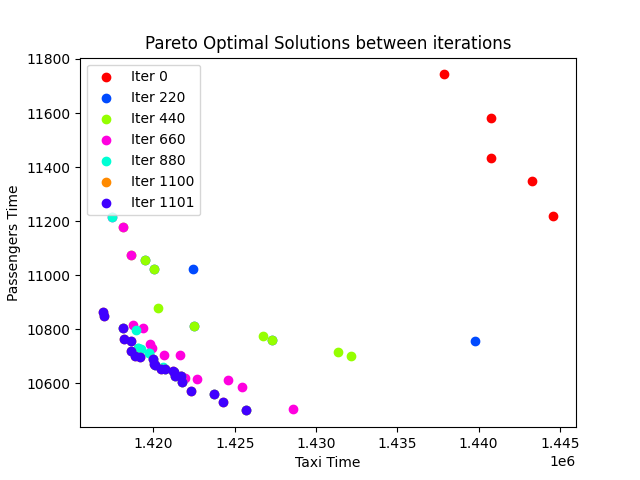 Pareto Optimal Solutions between iterations
11800
11600
11400
11200
11000
10800
10600
Passengers Time
Iter 0
Iter 220
Iter 440
Iter 660
Iter 880
Iter 1100
Iter 1101
1.420 1.425 1.430 1.435 1.440 1.445
1e6
Taxi Time